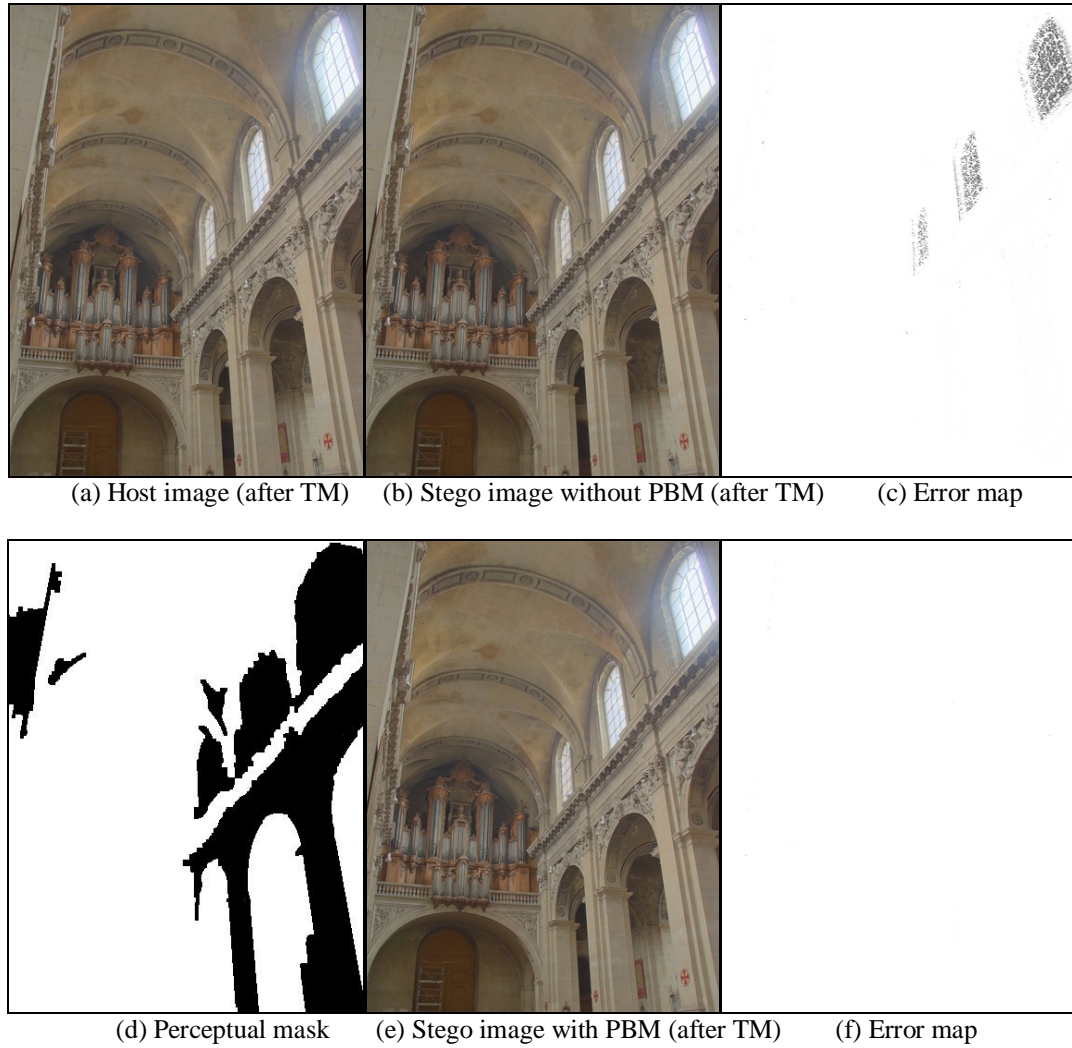 (a) Host image (after TM) (b) Stego image without PBM (after TM) (c) Error map
(d) Perceptual mask (e) Stego image with PBM (after TM) (f) Error map